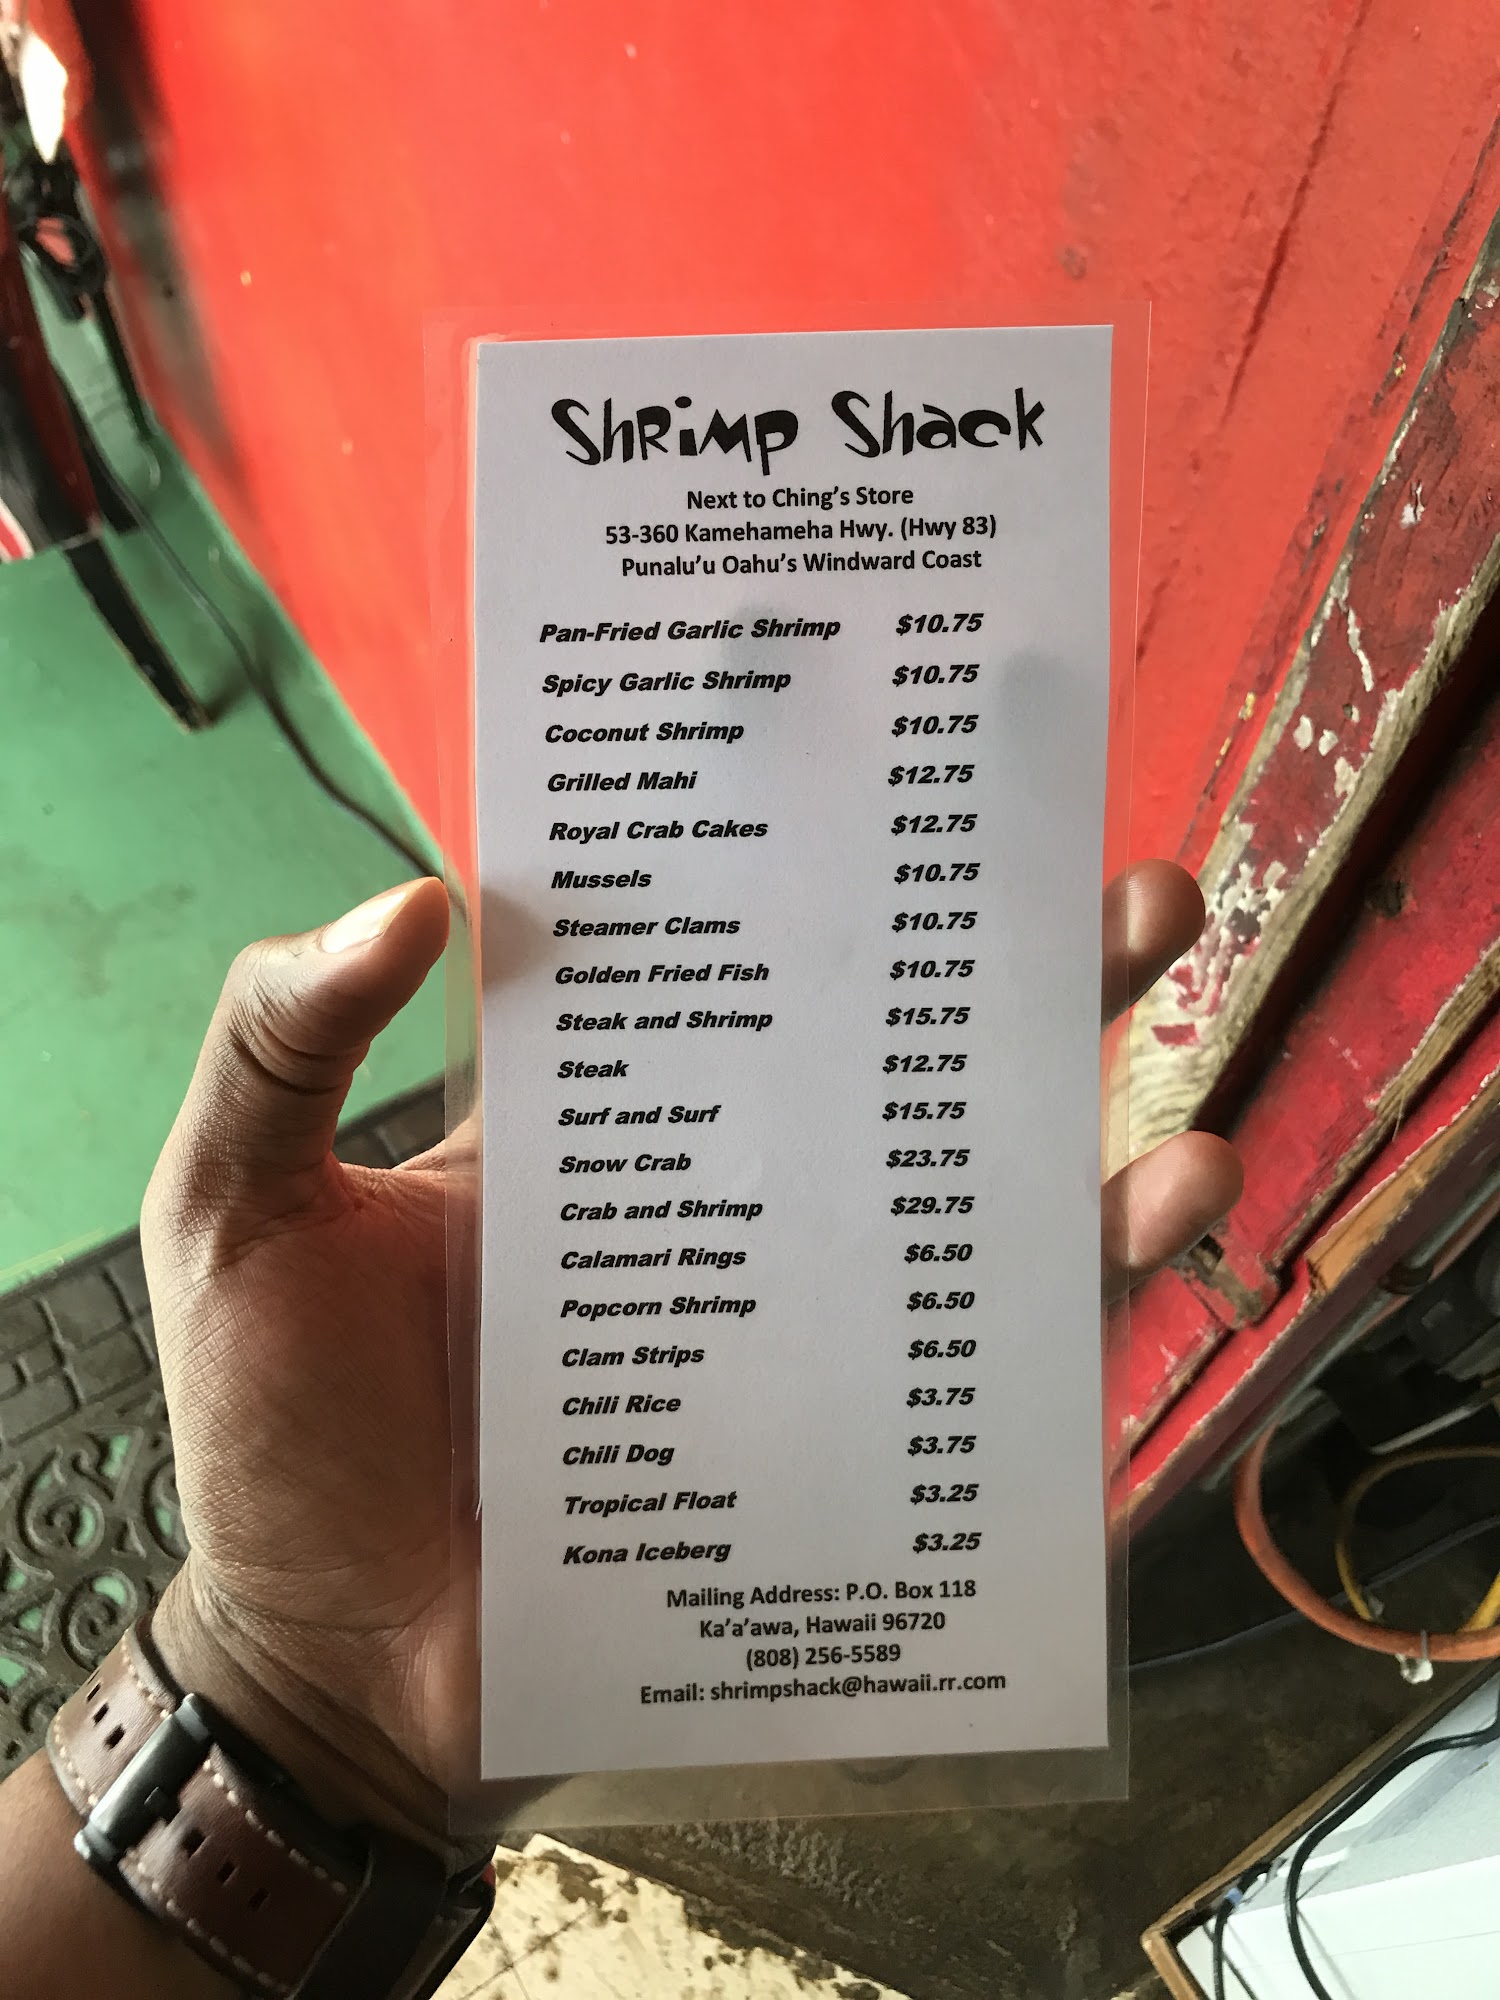 Shrimp Shack
Next to Ching's Store
53-360 Kamehameha Hwy. (Hwy 83)
Punalu'u Oahu's Windward Coast
Pan-Fried Garlic Shrimp $10.75
Spicy Garlic Shrimp $10.75
Coconut Shrimp $10.75
Grilled Mahi $12.75
Royal Crab Cakes $12.75
Mussels $10.75
Steamer Clams $10.75
Golden Fried Fish $10.75
Steak and Shrimp $15.75
Steak $12.75
Surf and Surf $15.75
Snow Crab $23.75
Crab and Shrimp $29.75
Calamari Rings $6.50
Popcorn Shrimp $6.50
Clam Strips $6.50
Chili Rice $3.75
Chili Dog $3.75
Tropical Float $3.25
Kona Iceberg $3.25
Mailing Address: P.O. Box 118
Ka'a'awa, Hawaii 96720
(808) 256-5589
Email: shrimpshack@hawaii.rr.com